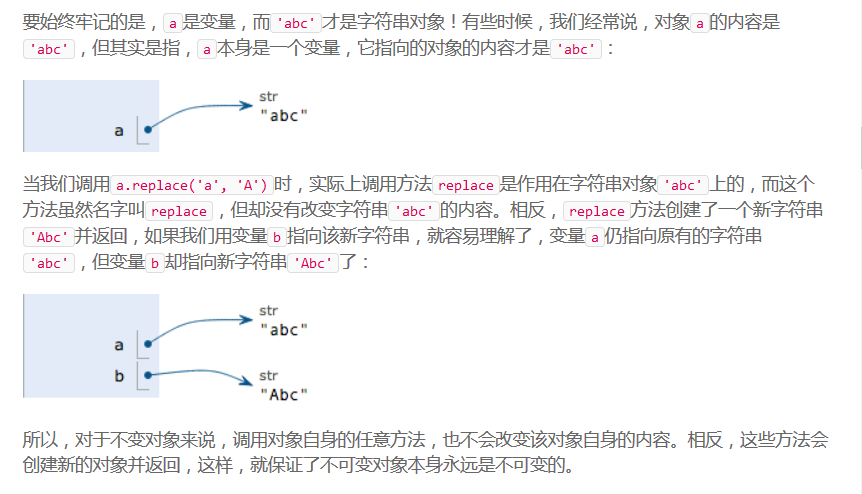 要始终牢记的是，a是变量，而'abc'才是字符串对象！有些时候，我们经常说，对象a的内容是
'abc'，但其实是指，a本身是一个变量，它指向的对象的内容才是'abc'：
str
"abc"
a
当我们调用a.replace('a', 'A')时，实际上调用方法replace是作用在字符串对象'abc'上的，而这个
方法虽然名字叫replace，但却没有改变字符串'abc'的内容。相反，replace方法创建了一个新字符串
'Abc'并返回，如果我们用变量b指向该新字符串，就容易理解了，变量a仍指向原有的字符串
'abc'，但变量b却指向新字符串'Abc'了：
str
"abc"
a
b
str
"Abc"
所以，对于不变对象来说，调用对象自身的任意方法，也不会改变该对象自身的内容。相反，这些方法会
创建新的对象并返回，这样，就保证了不可变对象本身永远是不可变的。